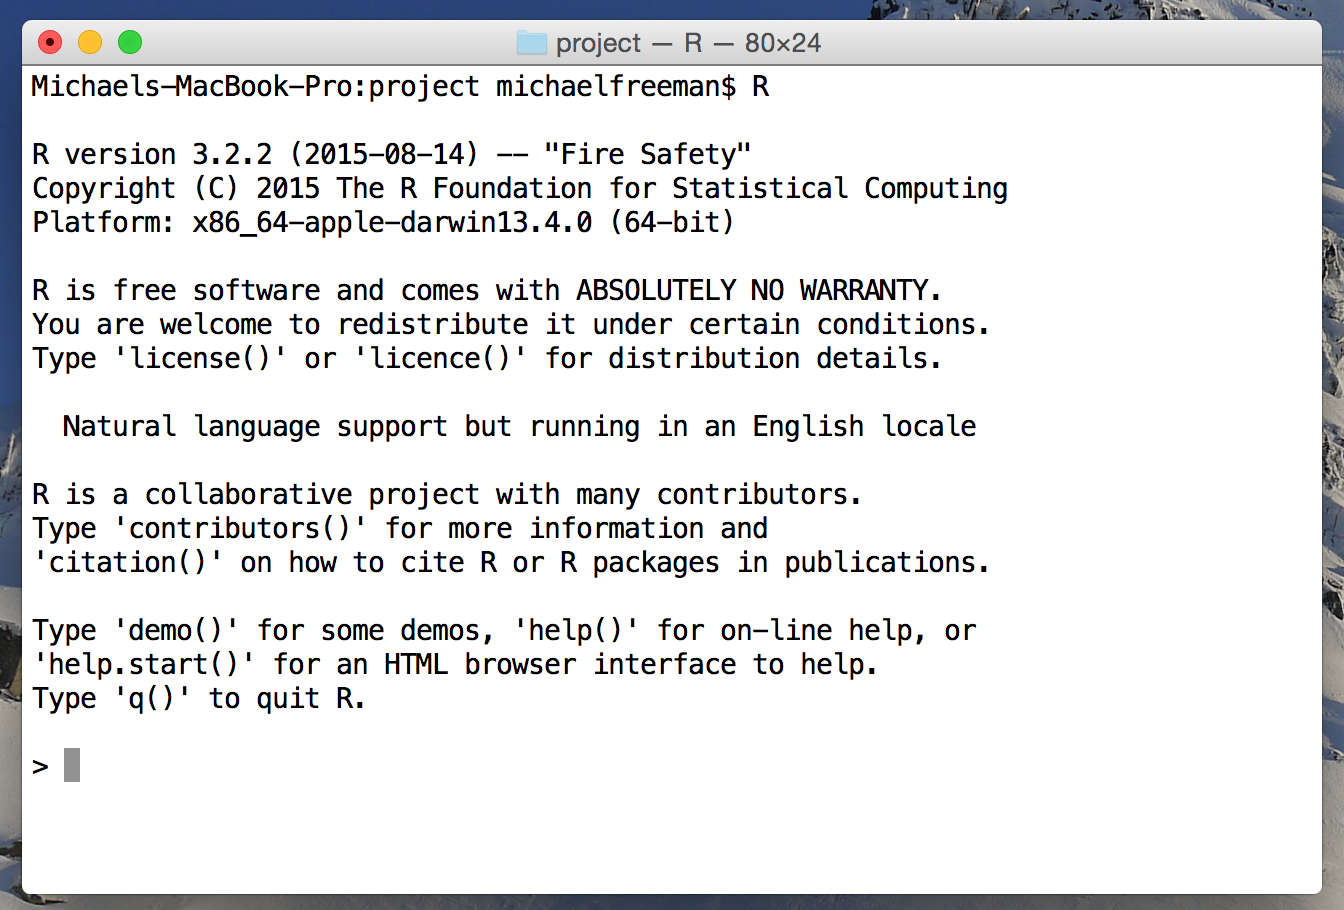 project — R — 80×24
Michaels-MacBook-Pro:project michaelfreeman$ R
R version 3.2.2 (2015-08-14) -- "Fire Safety"
Copyright (C) 2015 The R Foundation for Statistical Computing
Platform: x86_64-apple-darwin13.4.0 (64-bit)
R is free software and comes with ABSOLUTELY NO WARRANTY.
You are welcome to redistribute it under certain conditions.
Type 'license()' or 'licence()' for distribution details.
Natural language support but running in an English locale
R is a collaborative project with many contributors.
Type 'contributors()' for more information and
'citation()' on how to cite R or R packages in publications.
Type 'demo()' for some demos, 'help()' for on-line help, or
'help.start()' for an HTML browser interface to help.
Type 'q()' to quit R.
>